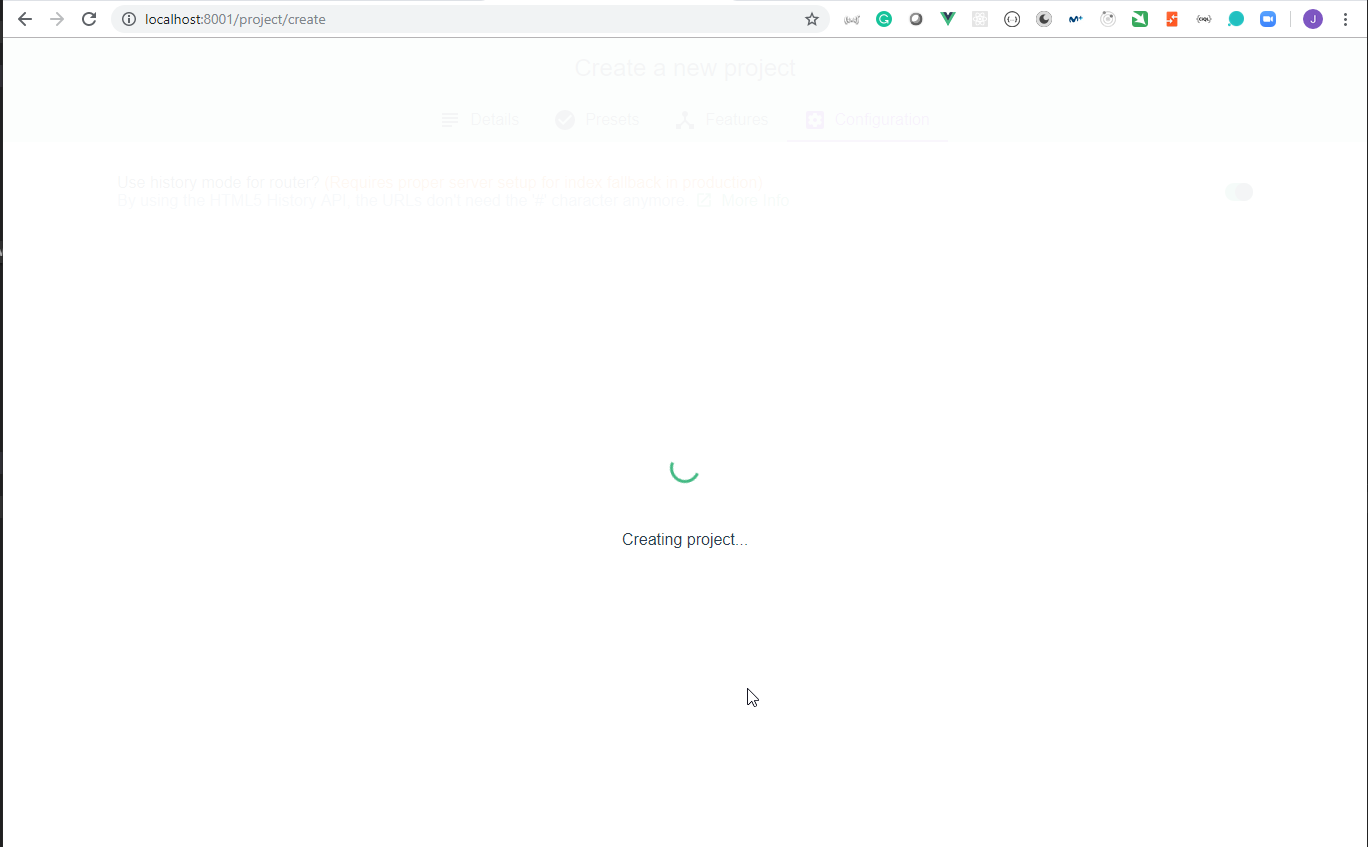 localhost:8001/project/create
Create a new project
Details Presets Features Configuration
Use history mode for router? (Requires proper server setup for index fallback in production)
By using the HTML5 History API, the URLs don't need the '#' character anymore. More Info
Creating project...
J